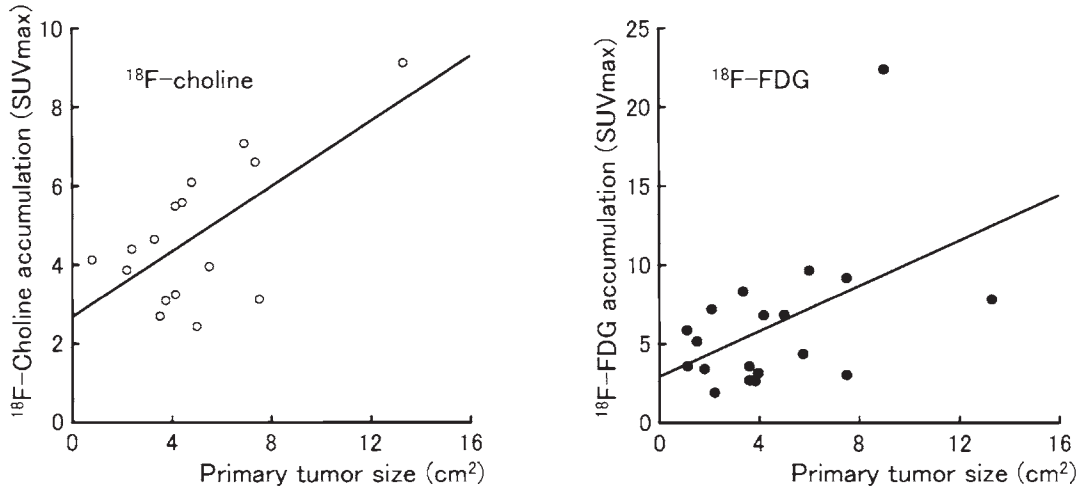 ¹⁸F-Choline accumulation (SUVmax)
10
8
6
4
2
0
¹⁸F-choline
0 4 8 12 16
Primary tumor size (cm²)
¹⁸F-FDG accumulation (SUVmax)
25
20
15
10
5
0
¹⁸F-FDG
0 4 8 12 16
Primary tumor size (cm²)